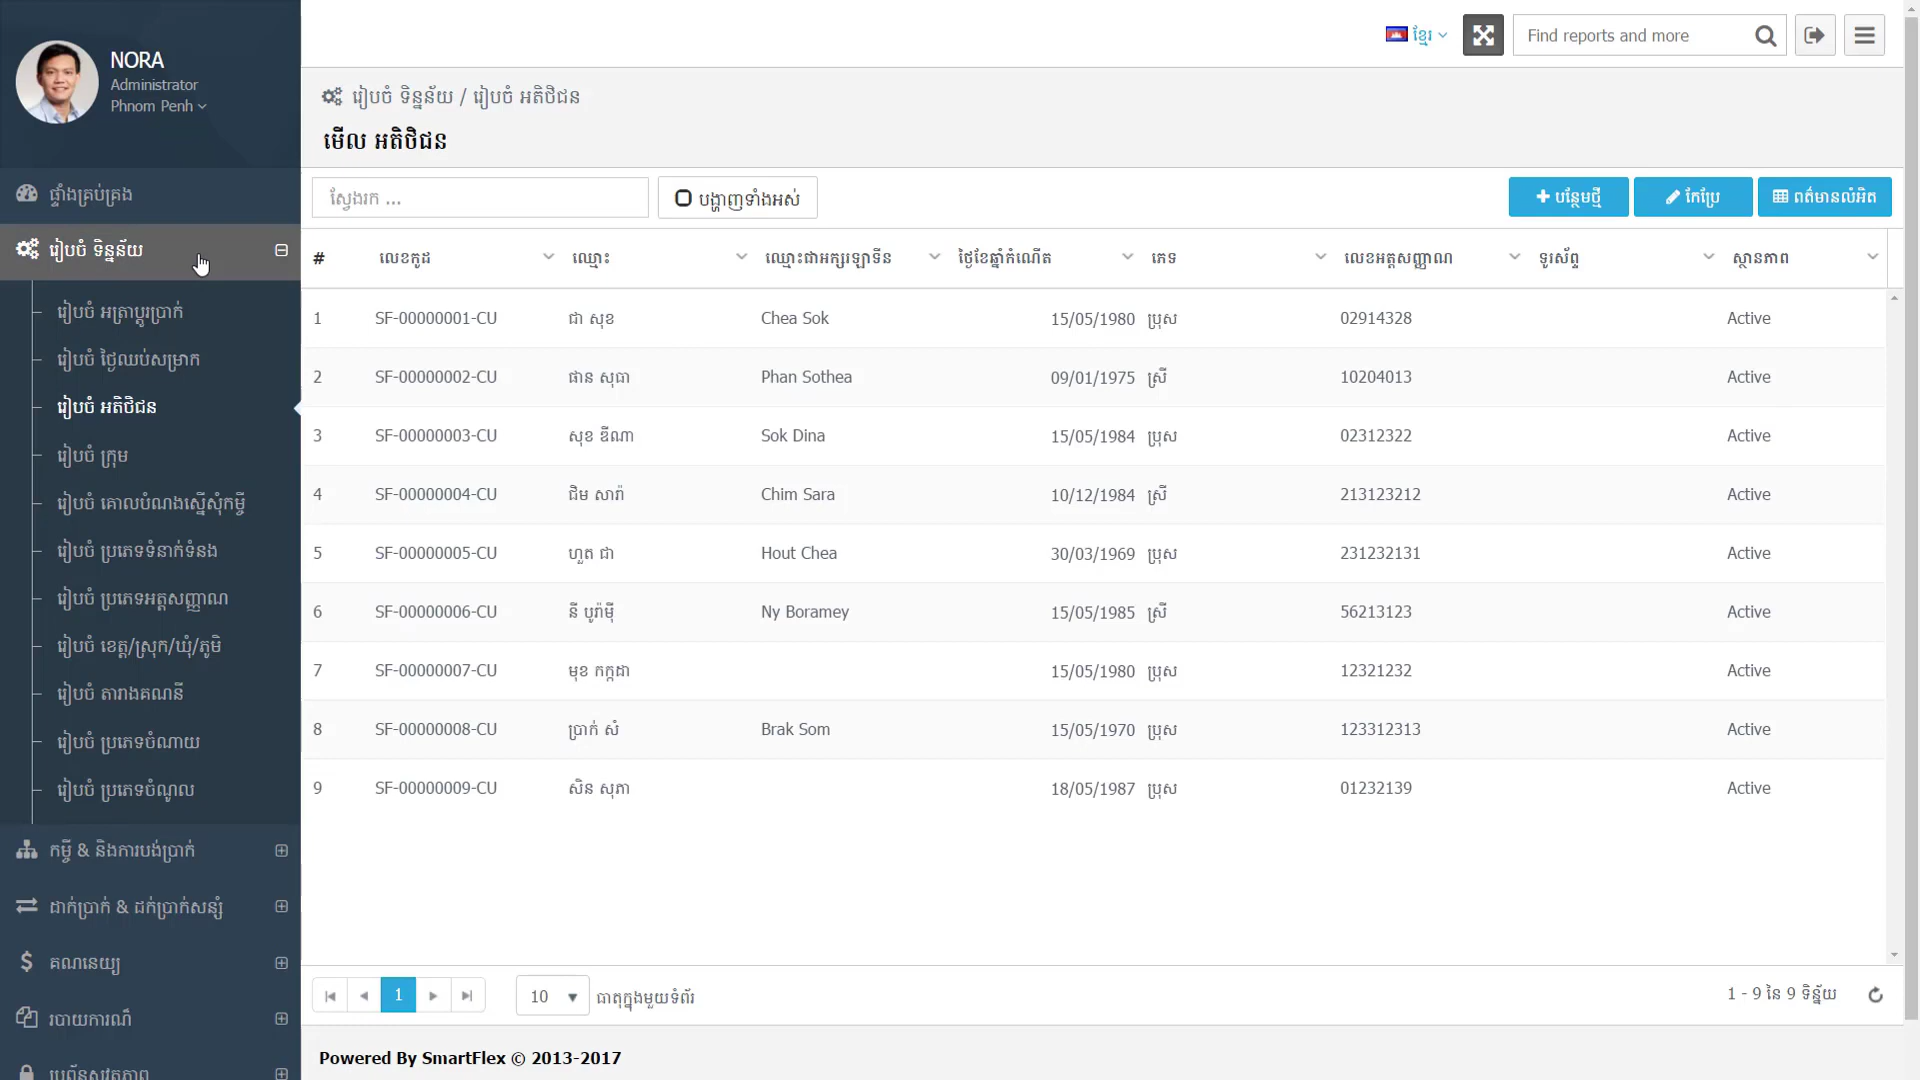 NORA
Administrator
Phnom Penh
ផ្ទាំងគ្រប់គ្រង
រៀបចំ ទិន្នន័យ
រៀបចំ អត្រាប្តូរប្រាក់
រៀបចំ ថ្ងៃឈប់សម្រាក
រៀបចំ អតិថិជន
រៀបចំ ក្រុម
រៀបចំ គោលបំណងស្នើសុំកម្ចី
រៀបចំ ប្រភេទទំនាក់ទំនង
រៀបចំ ប្រភេទអត្តសញ្ញាណ
រៀបចំ ខេត្ត/ស្រុក/ឃុំ/ភូមិ
រៀបចំ តារាងគណនី
រៀបចំ ប្រភេទចំណាយ
រៀបចំ ប្រភេទចំណូល
កម្ចី & និងការបង់ប្រាក់
ដាក់ប្រាក់ & ដក់ប្រាក់សន្សំ
គណនេយ្យ
របាយការណ៏
ខ្មែរ Find reports and more
រៀបចំ ទិន្នន័យ / រៀបចំ អតិថិជន
មើល អតិថិជន
ស្វែងរក ... បង្ហាញទាំងអស់ បន្ថែមថ្មី កែប្រែ ពត៌មានលំអិត
# លេខកូដ ឈ្មោះ ឈ្មោះជាអក្សរឡាទីន ថ្ងៃខែឆ្នាំកំណើត ភេទ លេខអត្តសញ្ញាណ ទូរស័ព្ទ ស្ថានភាព
1 SF-00000001-CU ជា សុខ Chea Sok 15/05/1980 ប្រុស 02914328 Active
2 SF-00000002-CU ផាន សុធា Phan Sothea 09/01/1975 ស្រី 10204013 Active
3 SF-00000003-CU សុខ ឌីណា Sok Dina 15/05/1984 ប្រុស 02312322 Active
4 SF-00000004-CU ជិម សារ៉ា Chim Sara 10/12/1984 ស្រី 213123212 Active
5 SF-00000005-CU ហួត ជា Hout Chea 30/03/1969 ប្រុស 231232131 Active
6 SF-00000006-CU នី បូរ៉ាម៉ី Ny Boramey 15/05/1985 ស្រី 56213123 Active
7 SF-00000007-CU មុខ កក្កដា 15/05/1980 ប្រុស 12321232 Active
8 SF-00000008-CU ប្រាក់ សំ Brak Som 15/05/1970 ប្រុស 123312313 Active
9 SF-00000009-CU សិន សុភា 18/05/1987 ប្រុស 01232139 Active
1 10 ធាតុក្នុងមួយទំព័រ 1 - 9 នៃ 9 ទិន្ន័យ
Powered By SmartFlex © 2013-2017